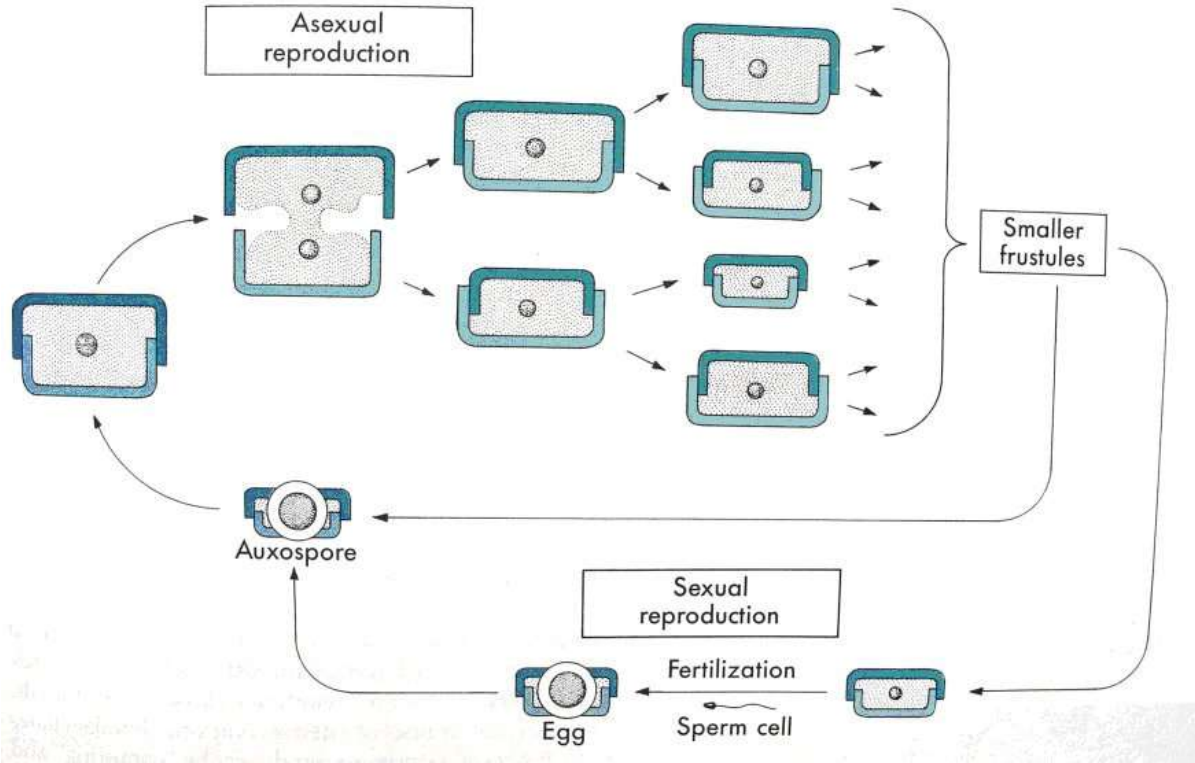 Asexual
reproduction
Smaller
frustules
Auxospore
Sexual
reproduction
Fertilization
Sperm cell
Egg